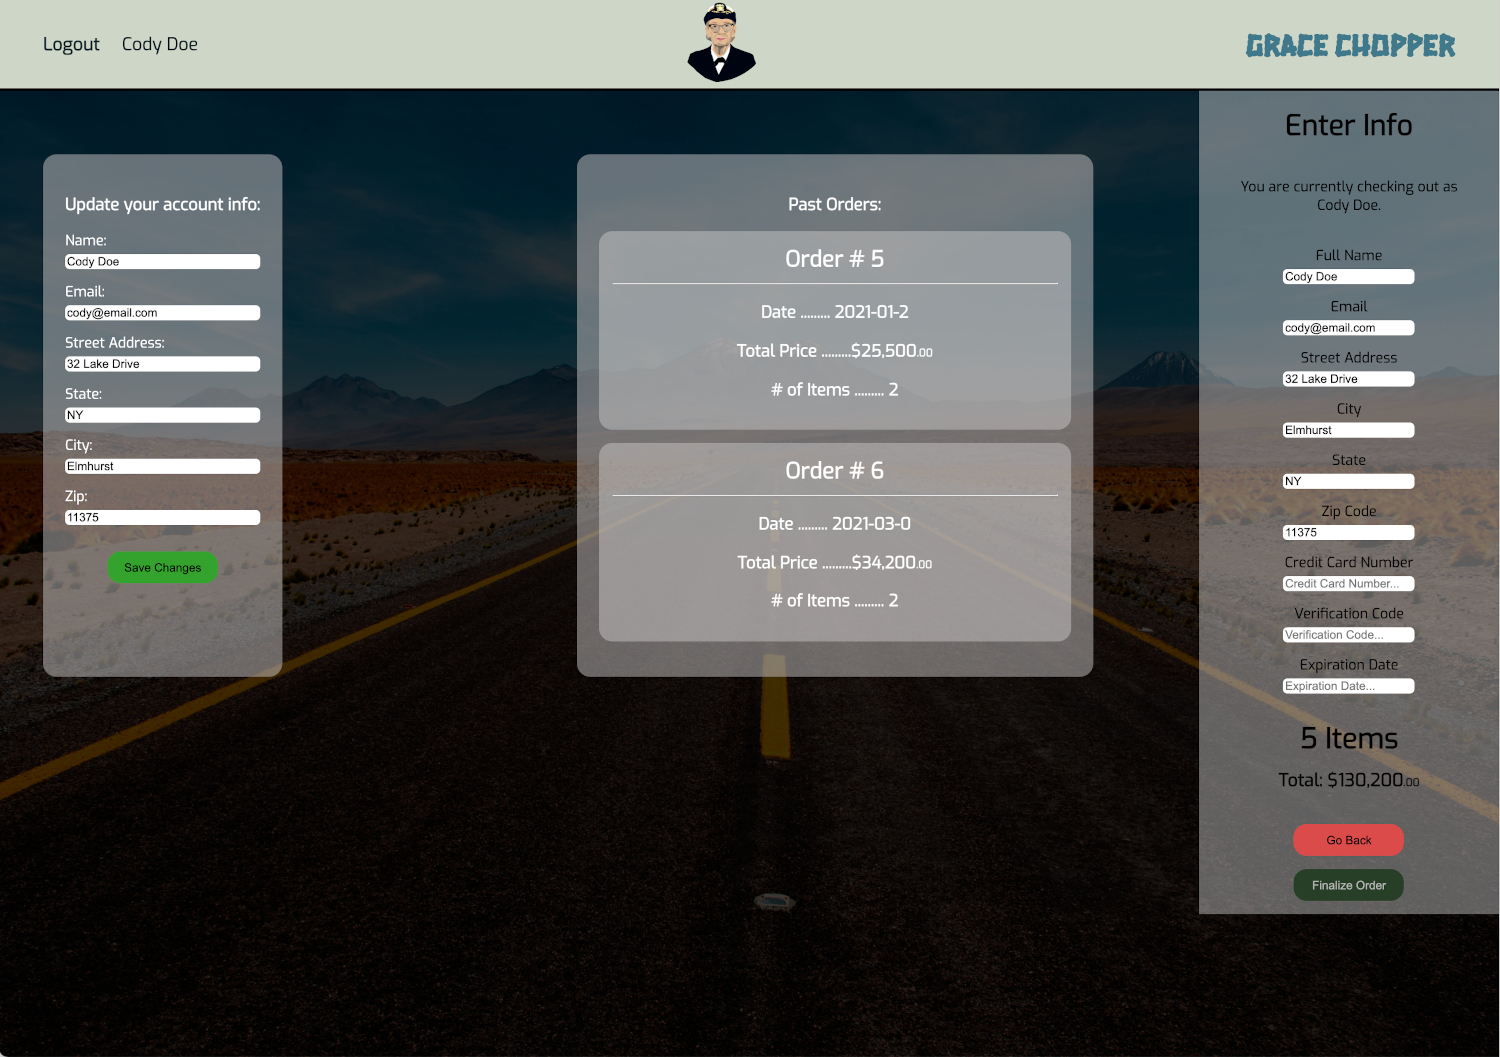 Logout Cody Doe
GRACE CHOPPER
Update your account info:
Name:
Cody Doe
Email:
cody@email.com
Street Address:
32 Lake Drive
State:
NY
City:
Elmhurst
Zip:
11375
Save Changes
Past Orders:
Order # 5
Date ......... 2021-01-2
Total Price .........$25,500.00
# of Items ......... 2
Order # 6
Date ......... 2021-03-0
Total Price .........$34,200.00
# of Items ......... 2
Enter Info
You are currently checking out as
Cody Doe.
Full Name
Cody Doe
Email
cody@email.com
Street Address
32 Lake Drive
City
Elmhurst
State
NY
Zip Code
11375
Credit Card Number
Credit Card Number...
Verification Code
Verification Code...
Expiration Date
Expiration Date...
5 Items
Total: $130,200.00
Go Back
Finalize Order